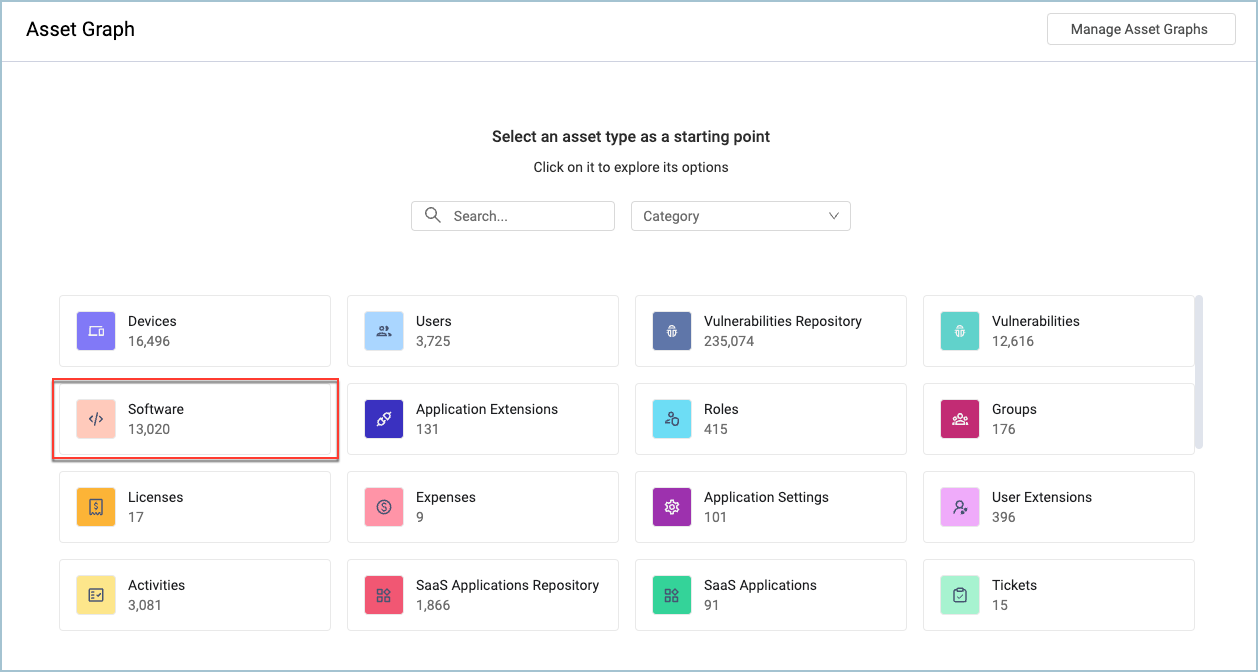 Asset Graph
Manage Asset Graphs
Select an asset type as a starting point
Click on it to explore its options
Search...
Category
Devices
16,496
Users
3,725
Vulnerabilities Repository
235,074
Vulnerabilities
12,616
Software
13,020
Application Extensions
131
Roles
415
Groups
176
Licenses
17
Expenses
9
Application Settings
101
User Extensions
396
Activities
3,081
SaaS Applications Repository
1,866
SaaS Applications
91
Tickets
15